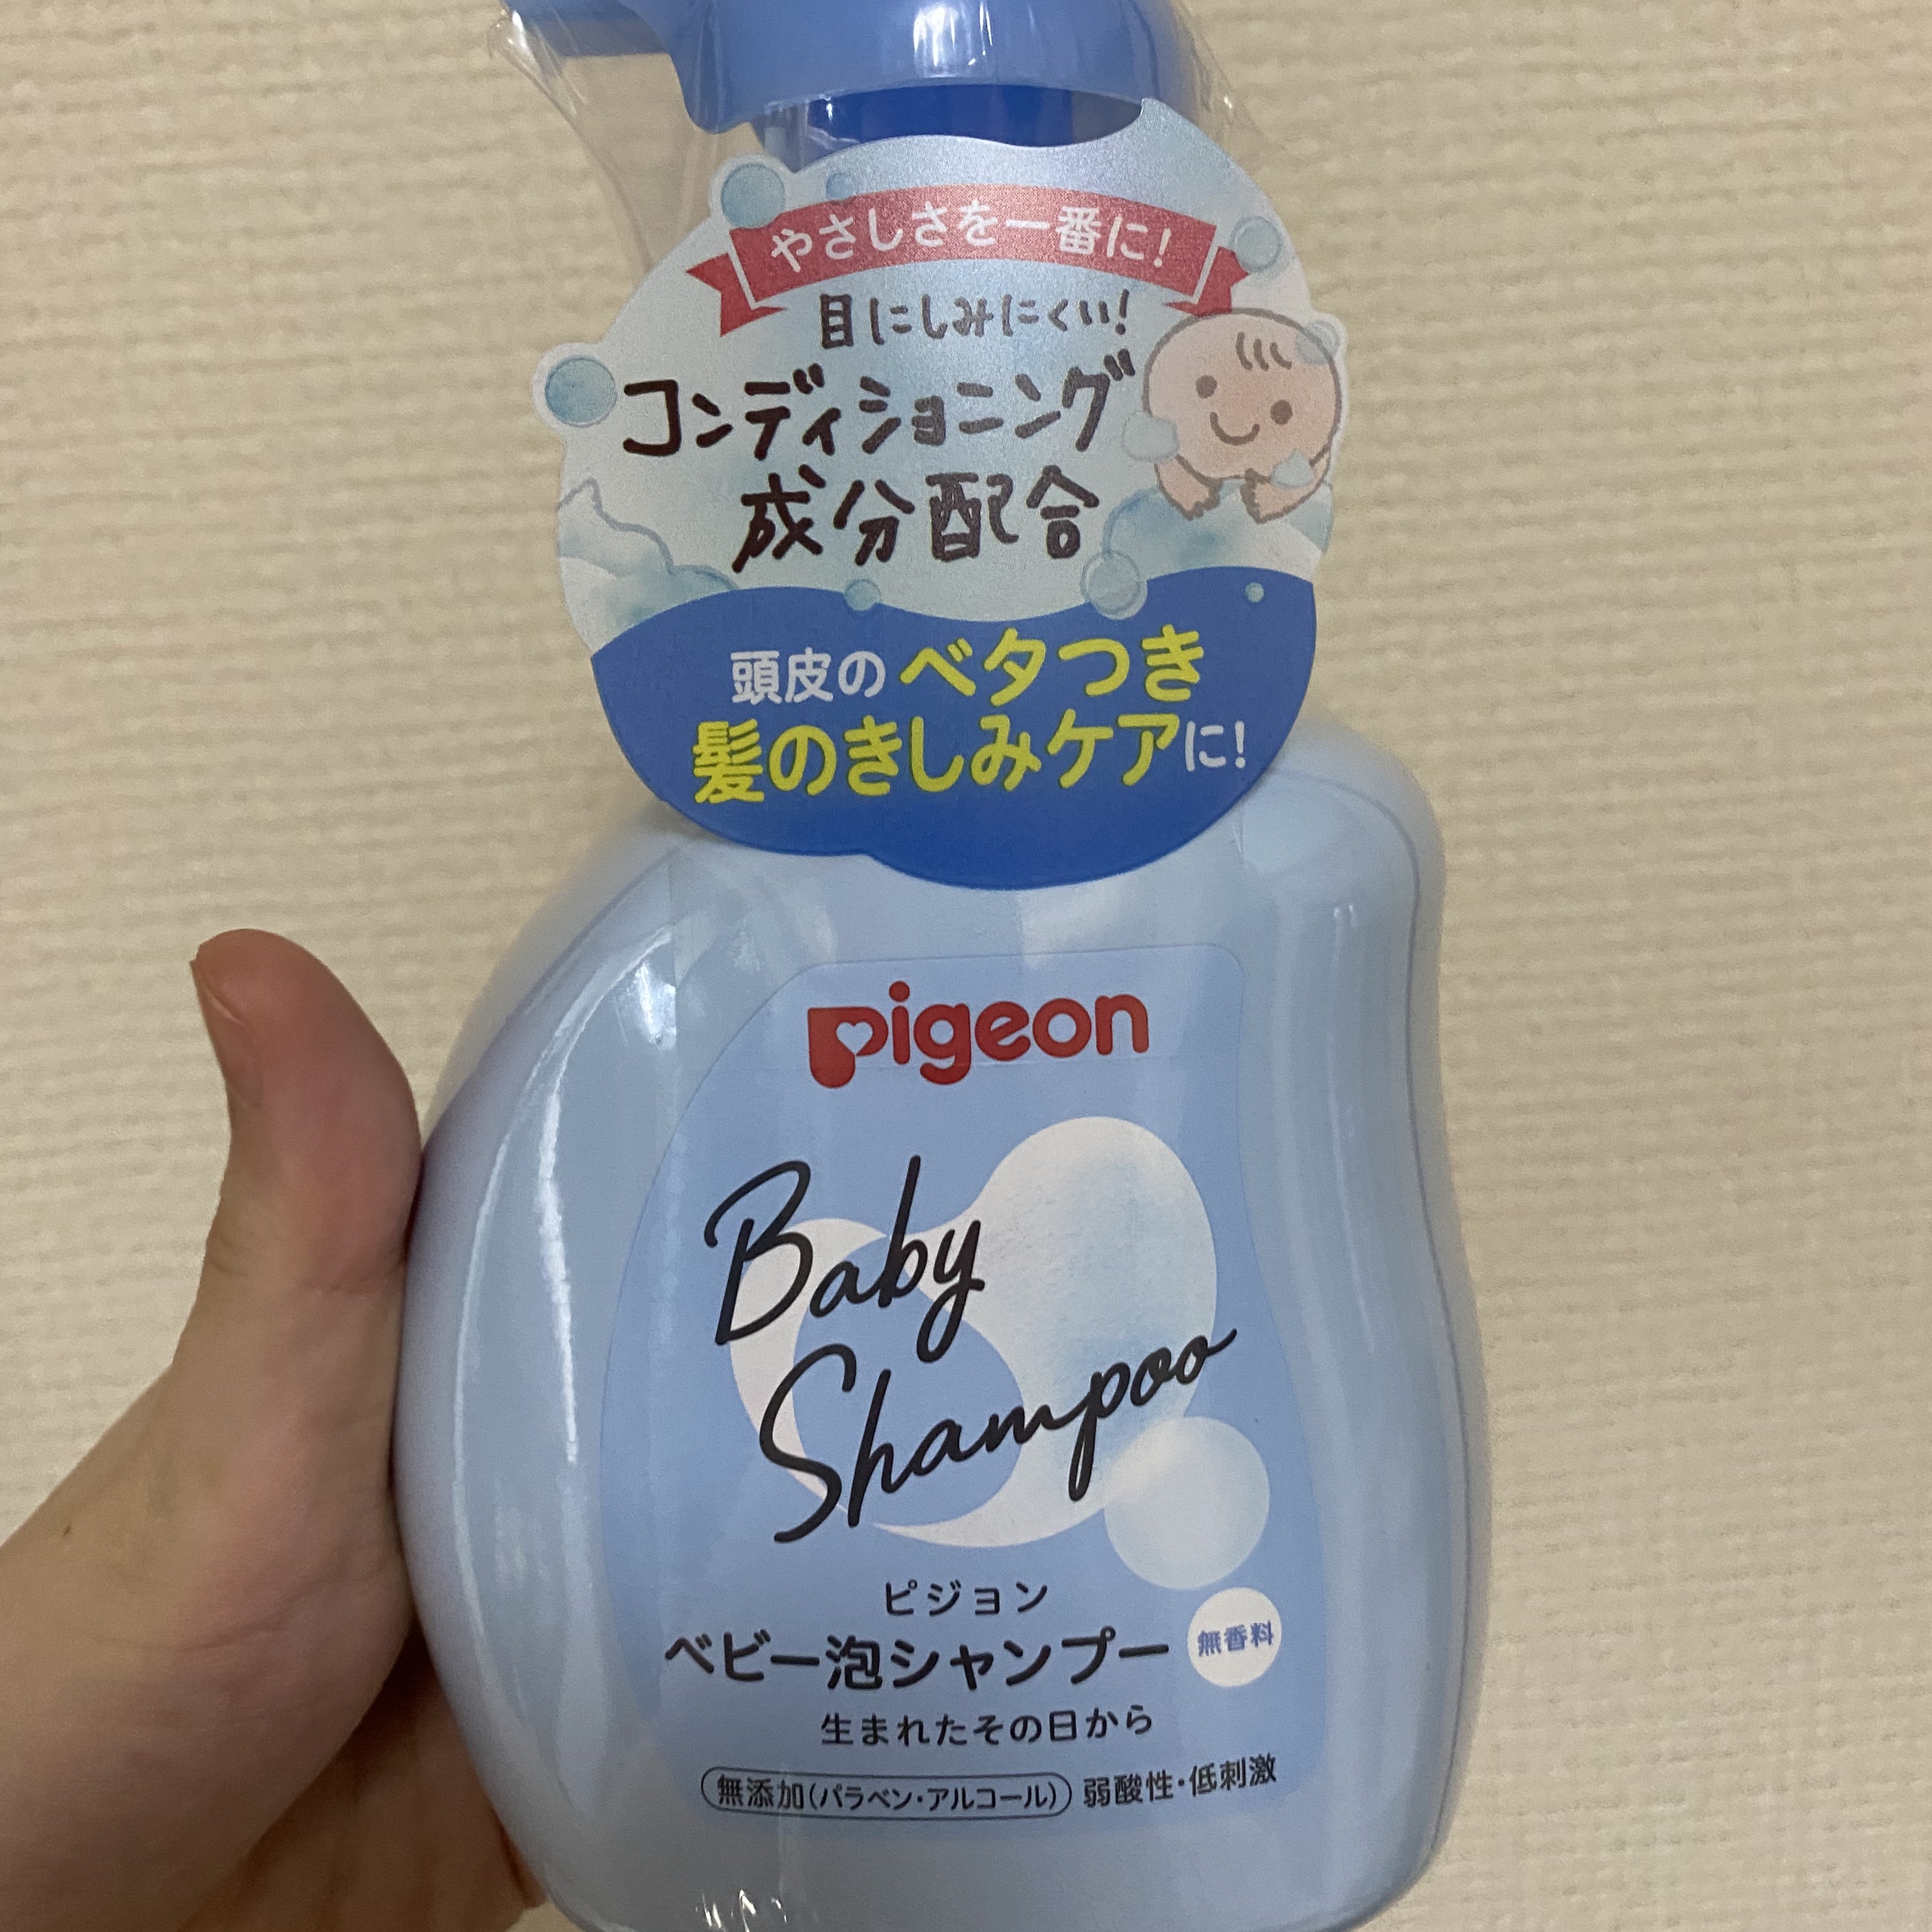 やさしさを一番に!
目にしみにくい!
コンディショニング
成分配合
頭皮のベタつき
髪のきしみケアに!
pigeon
Baby
Shampoo
ピジョン
ベビー泡シャンプー 無香料
生まれたその日から
無添加(パラベン・アルコール) 弱酸性・低刺激